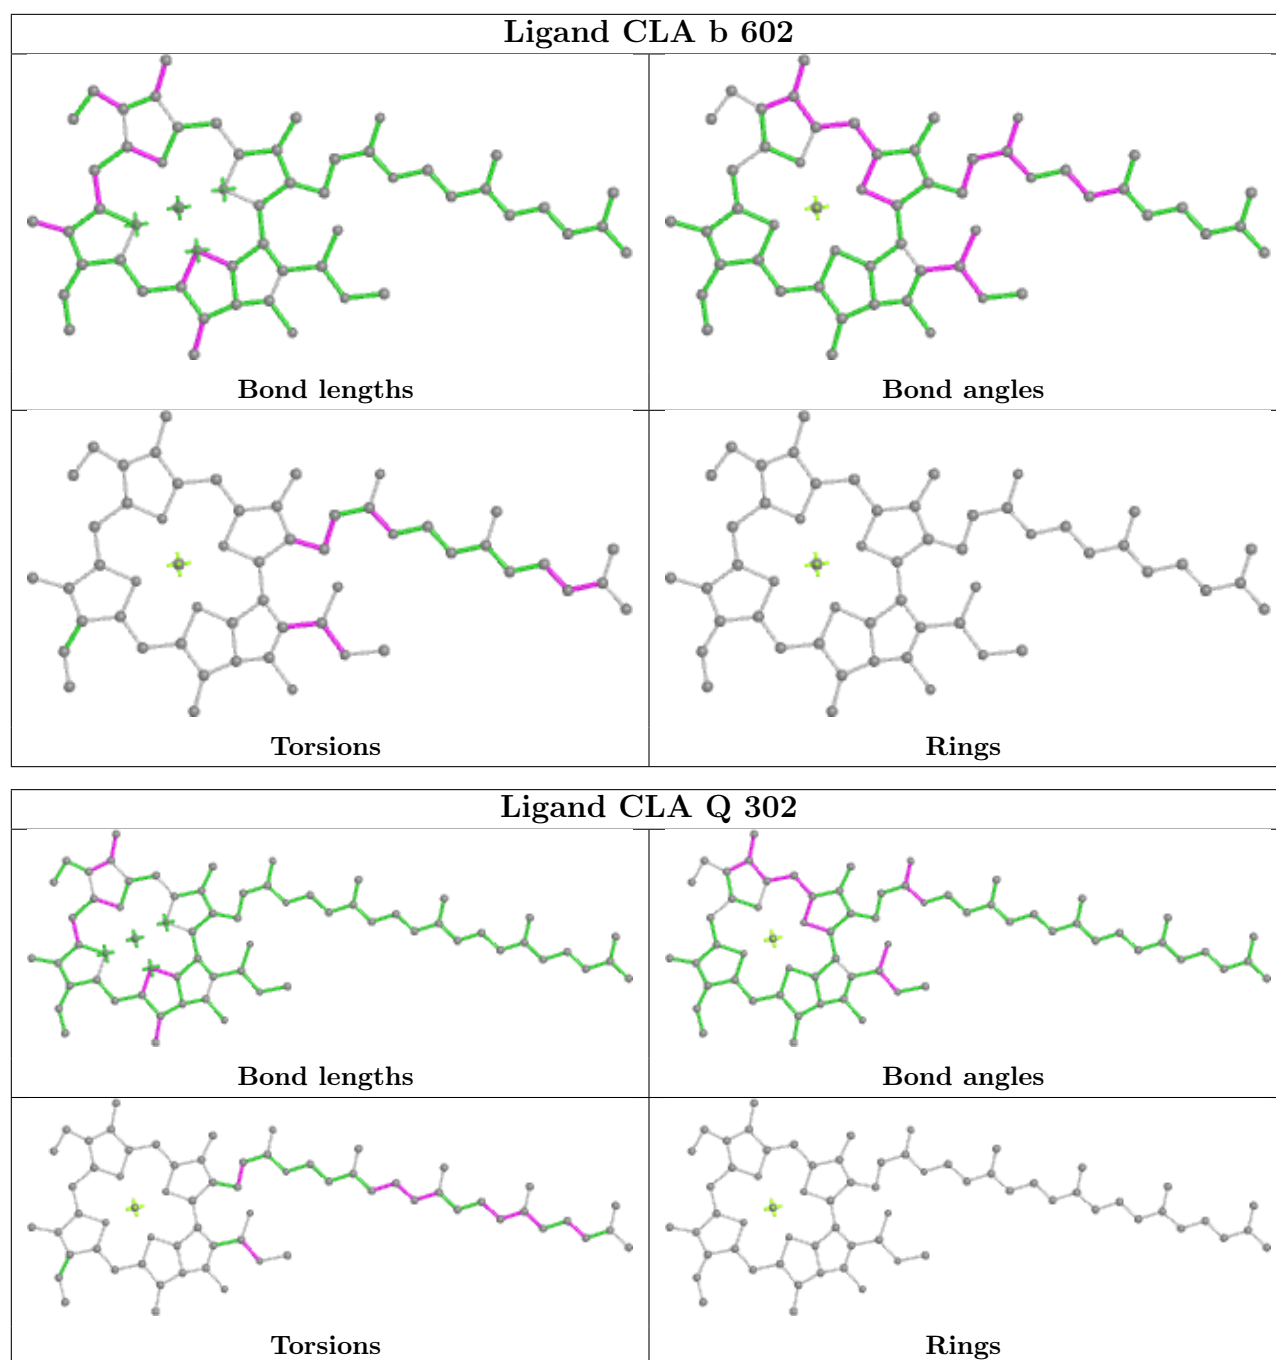 Ligand CLA b 602
Bond lengths
Bond angles
Torsions
Rings
Ligand CLA Q 302
Bond lengths
Bond angles
Torsions
Rings